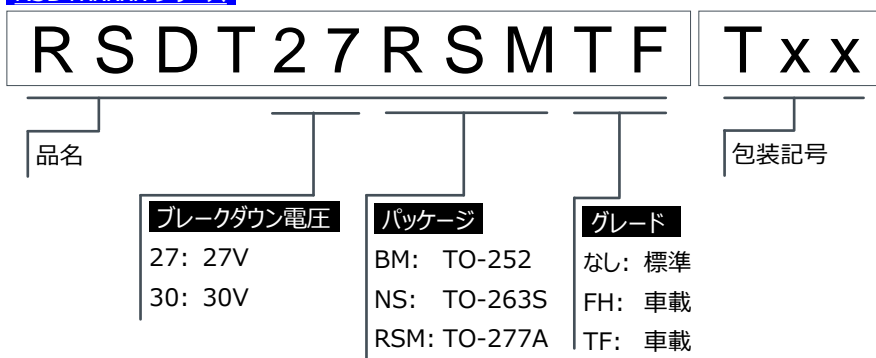 RSDT27RSMTF Txx
品名
包装記号
ブレークダウン電圧
27: 27V
30: 30V
パッケージ
BM: TO-252
NS: TO-263S
RSM: TO-277A
グレード
なし: 標準
FH: 車載
TF: 車載